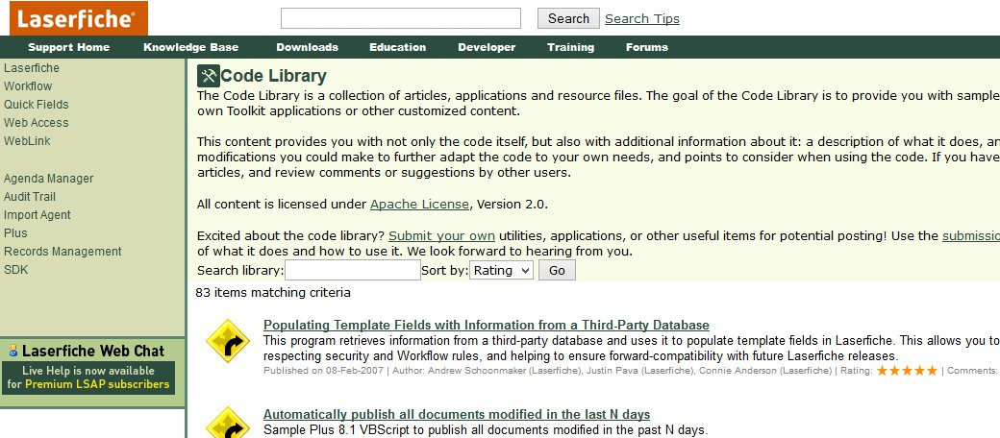 Laserfiche®
Search Search Tips
Support Home Knowledge Base Downloads Education Developer Training Forums
Laserfiche
Workflow
Quick Fields
Web Access
WebLink
Agenda Manager
Audit Trail
Import Agent
Plus
Records Management
SDK
Laserfiche Web Chat
Live Help is now available
for Premium LSAP subscribers
Code Library
The Code Library is a collection of articles, applications and resource files. The goal of the Code Library is to provide you with sample
own Toolkit applications or other customized content.
This content provides you with not only the code itself, but also with additional information about it: a description of what it does, an
modifications you could make to further adapt the code to your own needs, and points to consider when using the code. If you have
articles, and review comments or suggestions by other users.
All content is licensed under Apache License, Version 2.0.
Excited about the code library? Submit your own utilities, applications, or other useful items for potential posting! Use the submissio
of what it does and how to use it. We look forward to hearing from you.
Search library: Sort by: Rating Go
83 items matching criteria
Populating Template Fields with Information from a Third-Party Database
This program retrieves information from a third-party database and uses it to populate template fields in Laserfiche. This allows you to
respecting security and Workflow rules, and helping to ensure forward-compatibility with future Laserfiche releases.
Published on 08-Feb-2007 | Author: Andrew Schoonmaker (Laserfiche), Justin Pava (Laserfiche), Connie Anderson (Laserfiche) | Rating: ★★★★★ | Comments:
Automatically publish all documents modified in the last N days
Sample Plus 8.1 VBScript to publish all documents modified in the past N days.